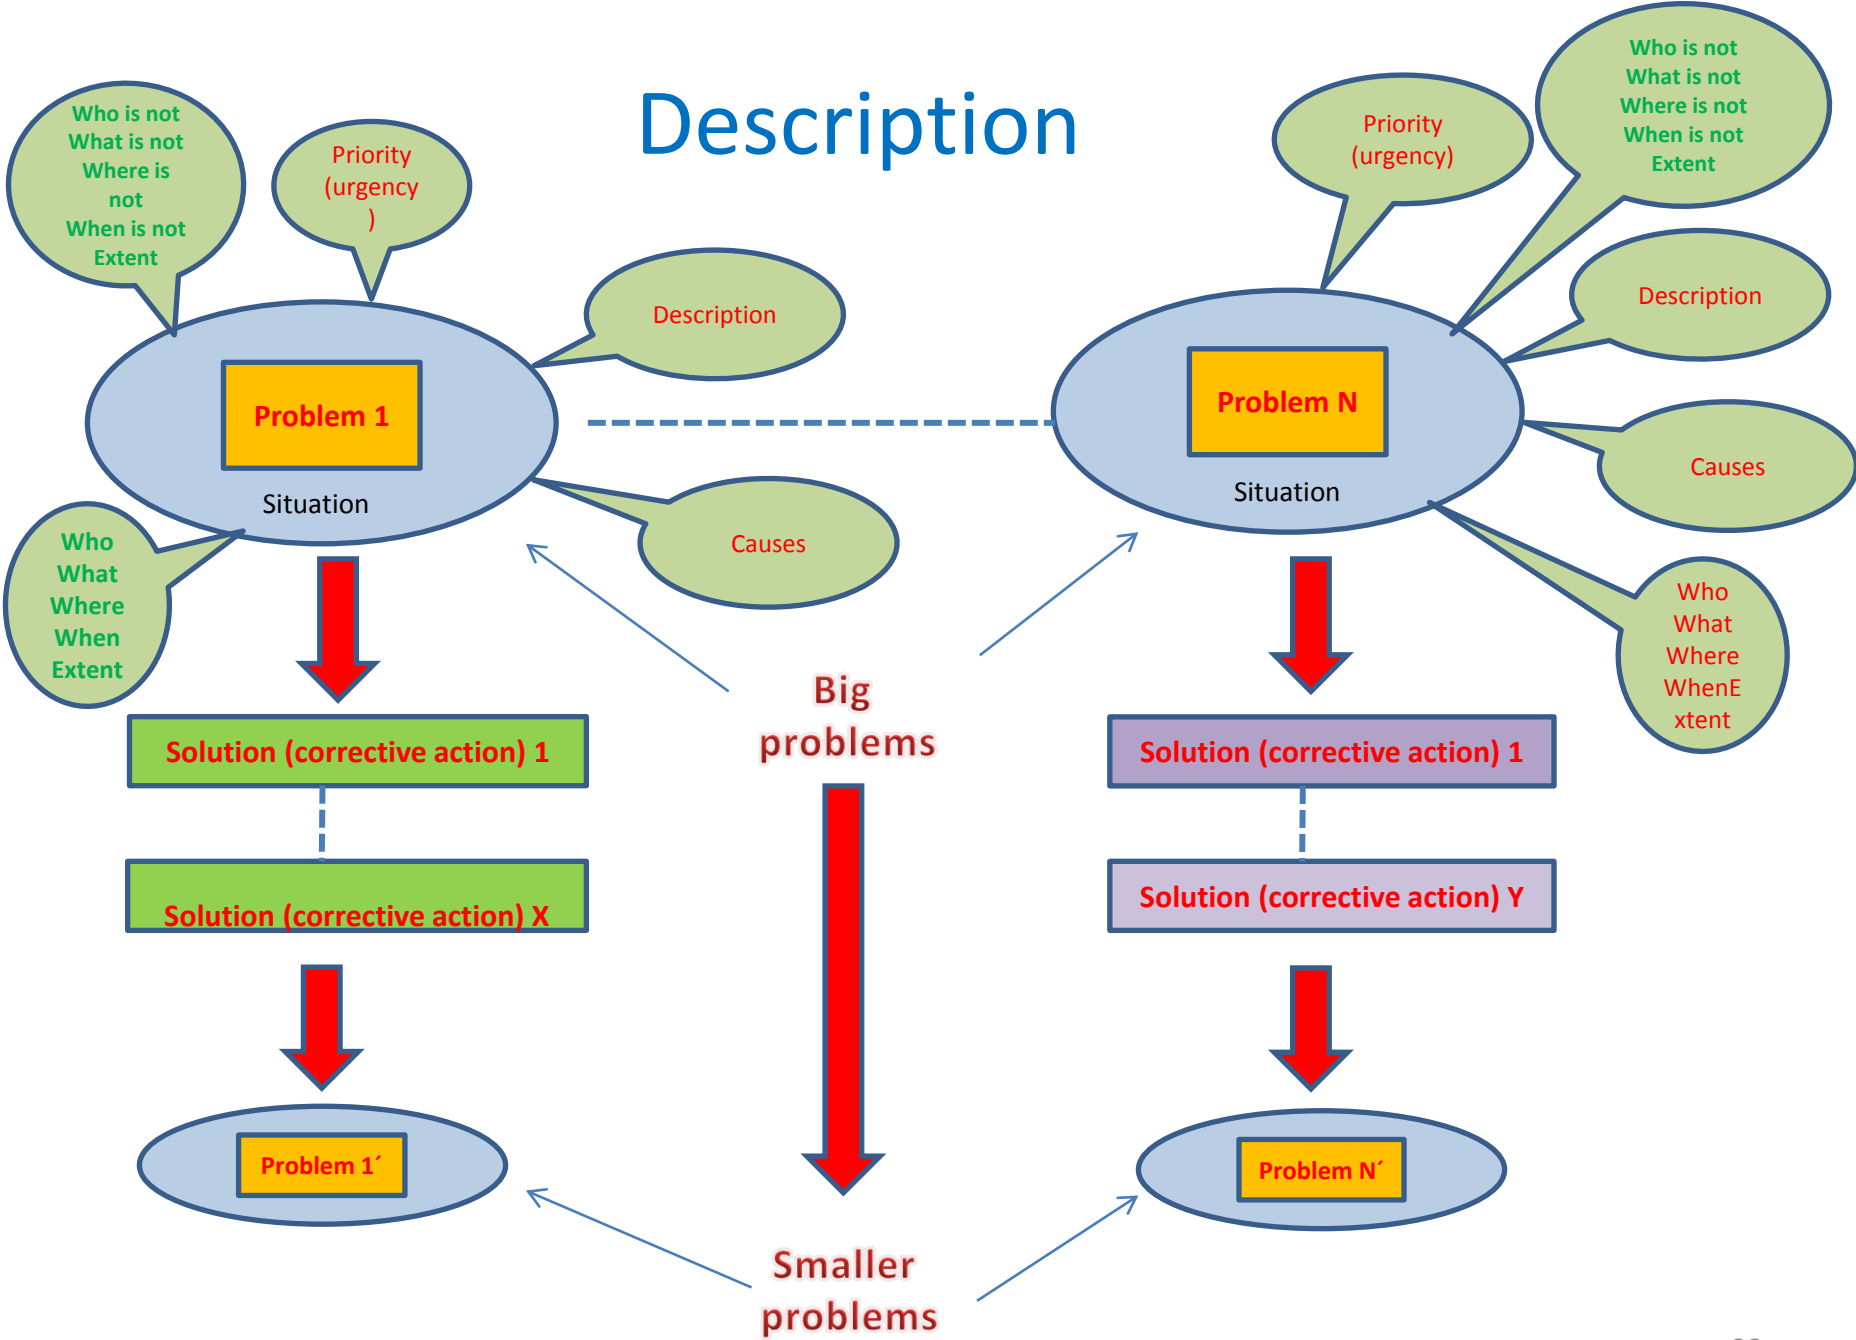 Description
Who is not
What is not
Where is
not
When is not
Extent
Priority
(urgency
)
Description
Problem 1
Situation
Causes
Who
What
Where
When
Extent
Priority
(urgency)
Who is not
What is not
Where is not
When is not
Extent
Description
Problem N
Situation
Causes
Who
What
Where
WhenE
xtent
Big
problems
Solution (corrective action) 1
Solution (corrective action) X
Solution (corrective action) 1
Solution (corrective action) Y
Problem 1´
Problem N´
Smaller
problems